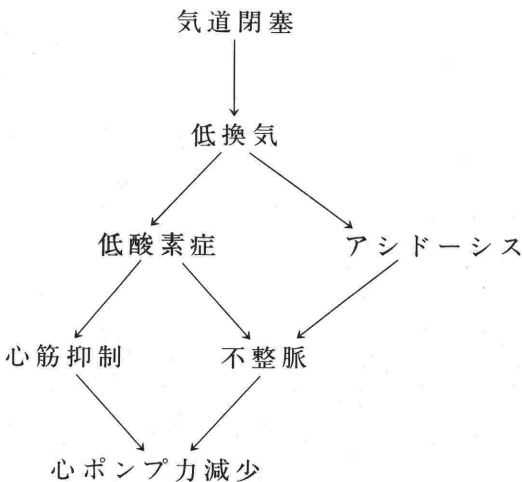 気道閉塞
低換気
低酸素症
アシドーシス
心筋抑制
不整脈
心ポンプ力減少